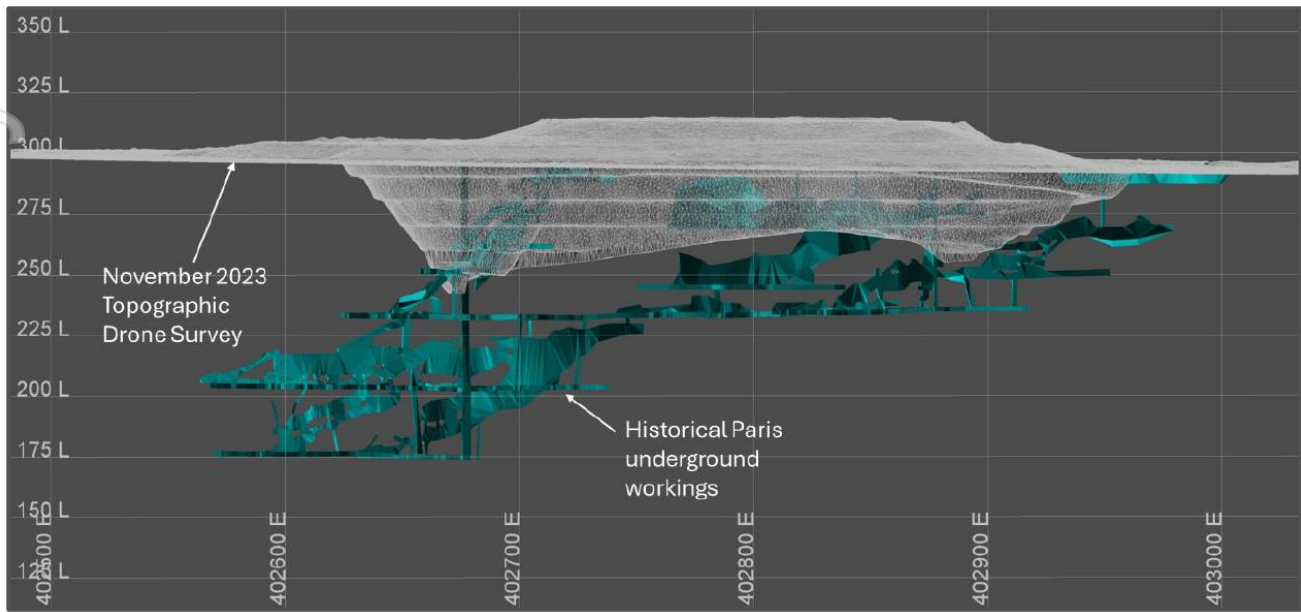 350 L
325 L
300 L
275 L
250 L
225 L
200 L
175 L
150 L
125 L
November 2023
Topographic
Drone Survey
Historical Paris
underground
workings
402500 E
402600 E
402700 E
402800 E
402900 E
403000 E